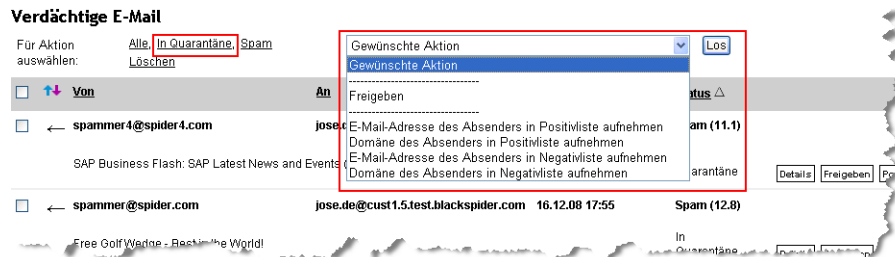 Verdächtige E-Mail
Für Aktion auswählen:
Alle, In Quarantäne, Spam
Löschen
Gewünschte Aktion
Los
Gewünschte Aktion
--------------------------------
Freigeben
--------------------------------
E-Mail-Adresse des Absenders in Positivliste aufnehmen
Domäne des Absenders in Positivliste aufnehmen
E-Mail-Adresse des Absenders in Negativliste aufnehmen
Domäne des Absenders in Negativliste aufnehmen
Von An
spammer4@spider4.com (11.1)
SAP Business Flash: SAP Latest News and Events
Details Freigeben
spammer@spider.com jose.de@cust1.5.test.blackspider.com 16.12.08 17:55 Spam (12.8)
Free Golf Wedge - Best in the World!
In
Quarantäne